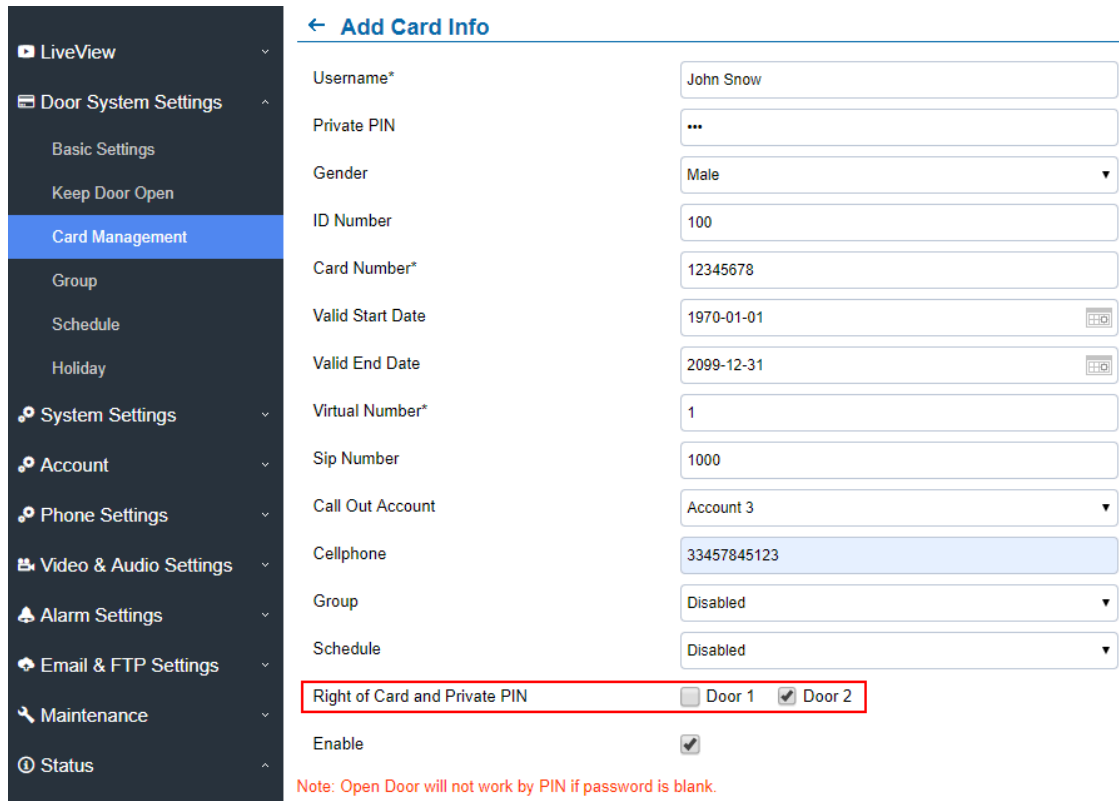 ← Add Card Info
LiveView
Door System Settings
Basic Settings
Keep Door Open
Card Management
Group
Schedule
Holiday
System Settings
Account
Phone Settings
Video & Audio Settings
Alarm Settings
Email & FTP Settings
Maintenance
Status
Username* John Snow
Private PIN •••
Gender Male
ID Number 100
Card Number* 12345678
Valid Start Date 1970-01-01
Valid End Date 2099-12-31
Virtual Number* 1
Sip Number 1000
Call Out Account Account 3
Cellphone 33457845123
Group Disabled
Schedule Disabled
Right of Card and Private PIN Door 1 Door 2
Enable
Note: Open Door will not work by PIN if password is blank.